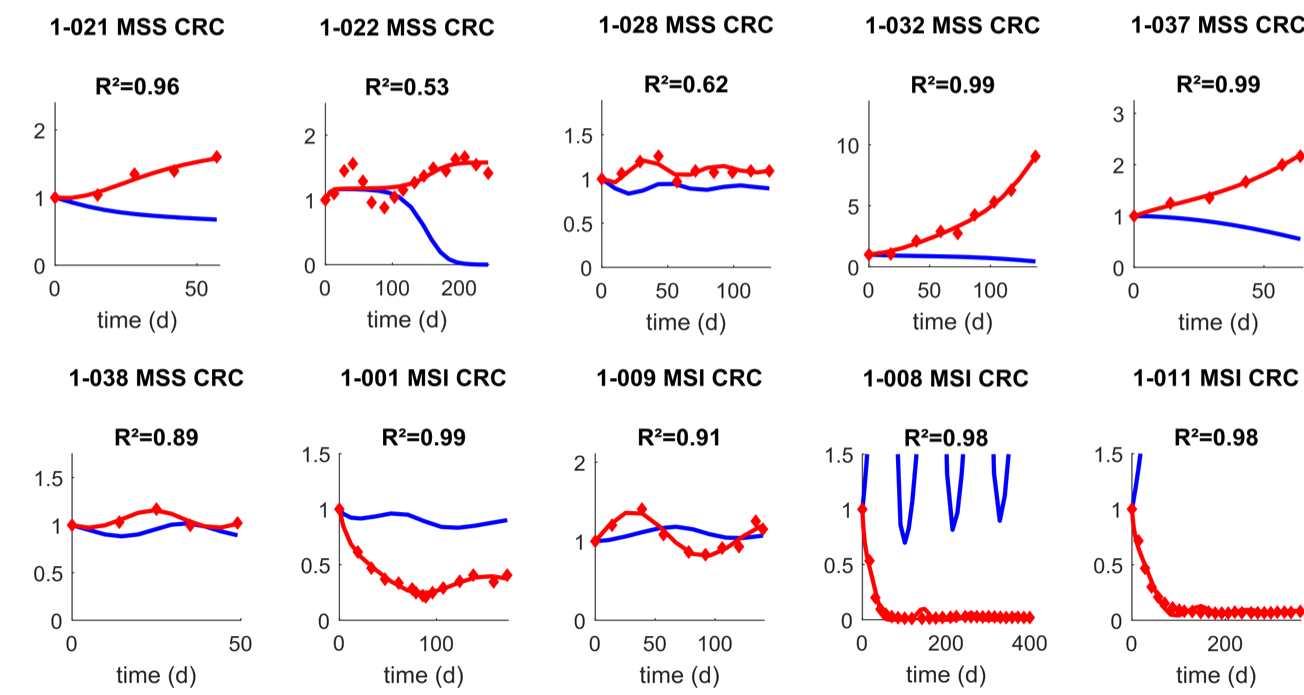 1-021 MSS CRC
R²=0.96
2
1
0
0 50
time (d)
1-022 MSS CRC
R²=0.53
2
1
0
0 100 200
time (d)
1-028 MSS CRC
R²=0.62
1.5
1
0.5
0
0 50 100
time (d)
1-032 MSS CRC
R²=0.99
10
5
0
0 50 100
time (d)
1-037 MSS CRC
R²=0.99
3
2
1
0
0 50
time (d)
1-038 MSS CRC
R²=0.89
1.5
1
0.5
0
0 50
time (d)
1-001 MSI CRC
R²=0.99
1.5
1
0.5
0
0 100
time (d)
1-009 MSI CRC
R²=0.91
2
1
0
0 50 100
time (d)
1-008 MSI CRC
R²=0.98
1.5
1
0.5
0
0 200 400
time (d)
1-011 MSI CRC
R²=0.98
1.5
1
0.5
0
0 200
time (d)